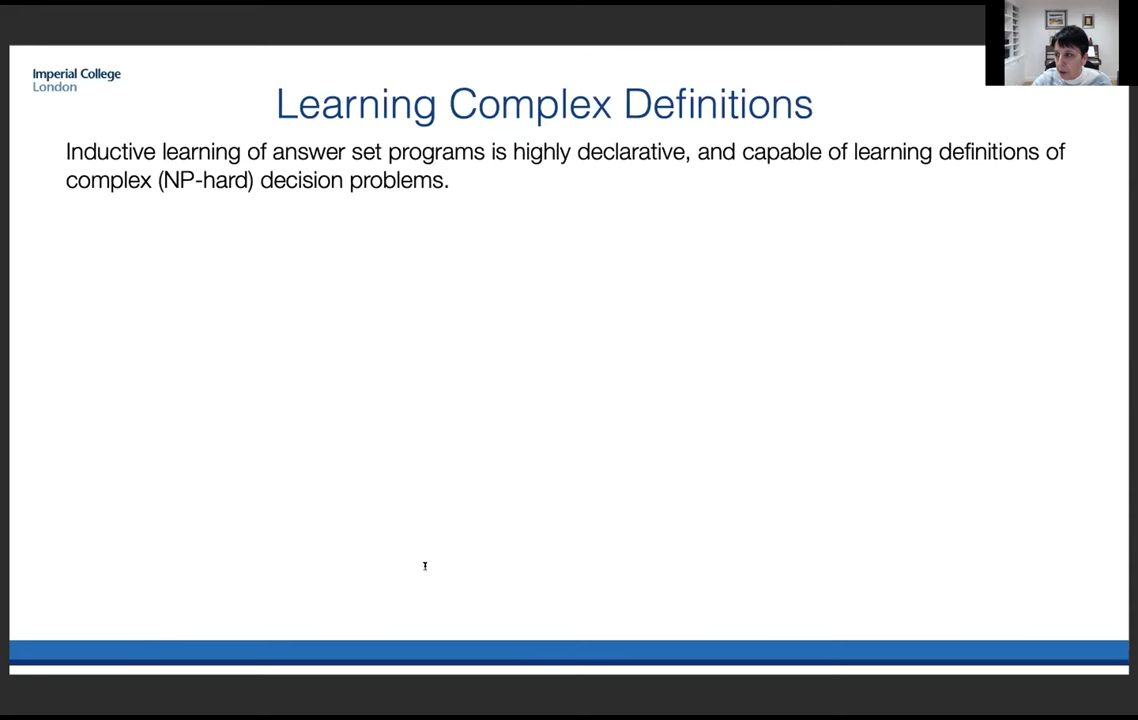 Imperial College
London
Learning Complex Definitions
Inductive learning of answer set programs is highly declarative, and capable of learning definitions of
complex (NP-hard) decision problems.